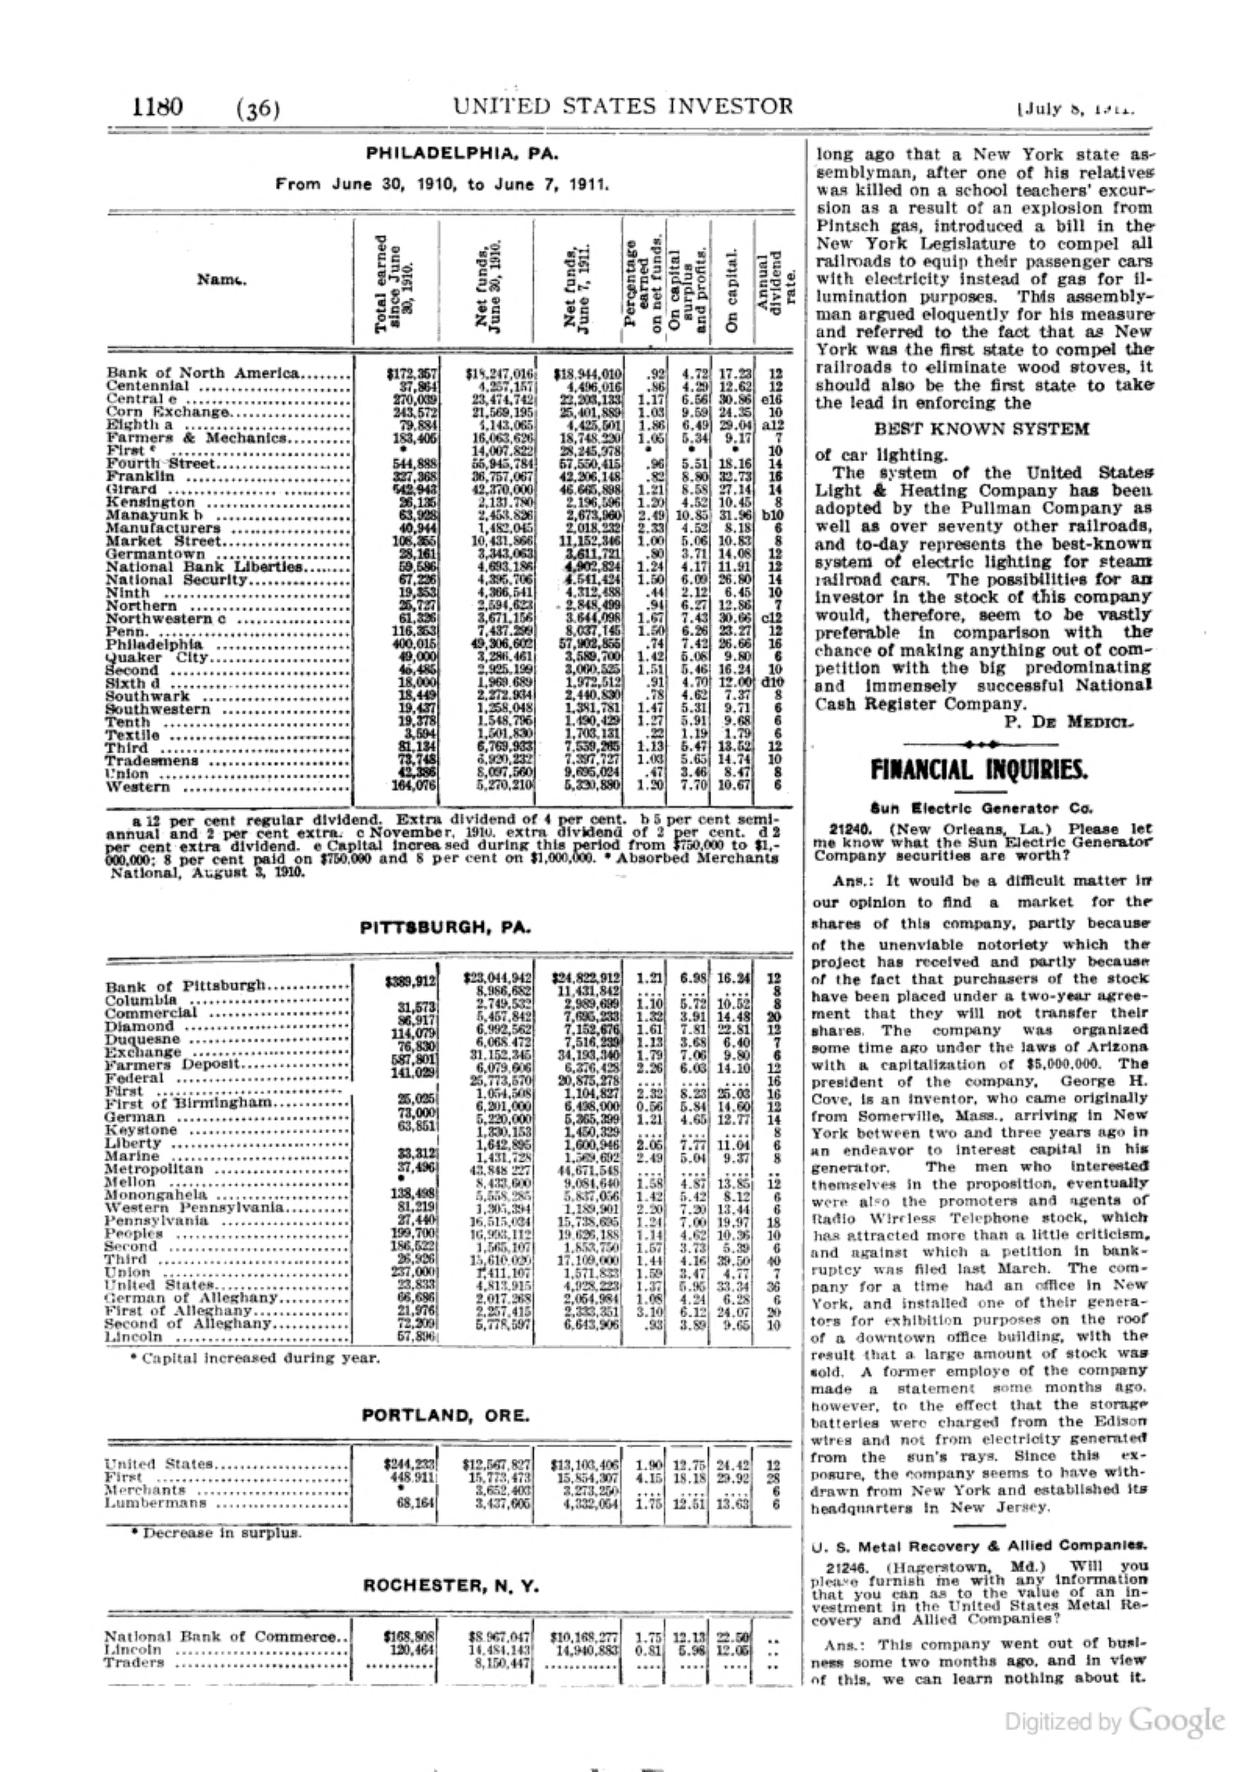 1180 (36) UNITED STATES INVESTOR [July 8,
PHILADELPHIA, PA.
From June 30, 1910, to June 7, 1911.
Name. Total earned since June 30, 1910. Net funds, June 30, 1910. Net funds, June 7, 1911. Percentage earned on net funds. On capital surplus and profits. On capital. Annual dividend rate.
Bank of North America........ $172,357 $18,247,016 $18,944,010 .92 4.72 17.23 12
Centennial 37,864 4,257,157 4,496,016 .86 4.29 12.62 12
Central e 270,039 23,474,742 22,203,133 1.17 6.56 30.86 e16
Corn Exchange 243,572 21,569,195 25,401,889 1.03 9.59 24.35 10
Eighth a 79,884 4,143,065 4,425,501 1.86 6.49 29.04 a12
Farmers & Mechanics 183,405 16,063,626 18,748,220 1.05 5.34 9.17 7
First * * 14,007,822 28,245,978 * * * 10
Fourth Street 544,888 55,945,784 57,550,415 .96 5.51 18.16 14
Franklin 327,368 36,757,067 42,206,148 .82 8.80 32.73 16
Girard 542,943 42,370,000 46,665,898 1.21 8.58 27.14 14
Kensington 26,135 2,131,780 2,196,596 1.20 4.52 10.45 8
Manayunk b 63,928 2,453,826 2,673,960 2.49 10.85 31.96 b10
Manufacturers 40,944 1,482,045 2,018,232 2.33 4.52 8.18 6
Market Street 108,355 10,431,866 11,152,346 1.00 5.06 10.83 8
Germantown 28,161 3,343,063 3,611,721 .80 3.71 14.08 12
National Bank Liberties 59,586 4,693,186 4,902,824 1.24 4.17 11.91 12
National Security 67,226 4,395,706 4,541,424 1.50 6.09 26.80 14
Ninth 19,353 4,366,541 4,312,488 .44 2.12 6.45 10
Northern 25,727 2,594,623 2,848,499 .94 6.27 12.86 7
Northwestern c 61,326 3,671,156 3,644,098 1.67 7.43 30.66 c12
Penn. 116,353 7,437,299 8,037,145 1.50 6.26 23.27 12
Philadelphia 400,015 49,306,602 57,902,855 .74 7.42 26.66 16
Quaker City 49,000 3,286,461 3,589,700 1.42 5.08 9.80 6
Second 46,485 2,925,199 3,060,525 1.51 5.46 16.24 10
Sixth d 18,000 1,969,689 1,972,512 .91 4.70 12.00 d10
Southwark 18,449 2,272,934 2,440,830 .78 4.62 7.37 8
Southwestern 19,437 1,258,048 1,381,781 1.47 5.31 9.71 6
Tenth 19,378 1,548,796 1,490,429 1.27 5.91 9.68 6
Textile 3,594 1,501,830 1,703,131 .22 1.19 1.79 6
Third 81,134 6,769,933 7,539,265 1.13 5.47 13.52 12
Tradesmens 73,748 6,920,232 7,397,727 1.03 5.65 14.74 10
Union 42,386 8,097,560 9,695,024 .47 3.46 8.47 8
Western 164,076 5,270,210 5,320,880 1.20 7.70 10.67 6
a 12 per cent regular dividend. Extra dividend of 4 per cent. b 5 per cent semi-
annual and 2 per cent extra. c November, 1910. extra dividend of 2 per cent. d 2
per cent extra dividend. e Capital increased during this period from $750,000 to $1,-
000,000; 8 per cent paid on $750,000 and 8 per cent on $1,000,000. * Absorbed Merchants
National, August 3, 1910.
PITTSBURGH, PA.
Bank of Pittsburgh $389,912 $23,044,942 $24,822,912 1.21 6.98 16.24 12
Columbia 8,986,682 11,431,842 .... .... .... 8
Commercial 31,573 2,749,532 2,989,699 1.10 5.72 10.52 8
Diamond 86,917 5,457,842 7,695,233 1.32 3.91 14.48 20
Duquesne 114,079 6,992,562 7,152,676 1.61 7.81 22.81 12
Exchange 76,830 6,068,472 7,516,239 1.13 3.68 6.40 7
Farmers Deposit 587,801 31,152,345 34,193,340 1.79 7.06 9.80 6
Federal 141,029 6,079,606 6,376,428 2.26 6.03 14.10 12
First 25,773,570 20,875,278 .... .... .... 16
First of Birmingham 25,025 1,054,508 1,104,827 2.32 8.23 25.03 16
German 73,000 6,201,000 6,498,000 0.56 5.84 14.60 12
Keystone 63,851 5,220,000 5,365,399 1.21 4.65 12.77 14
Liberty 1,330,153 1,450,329 .... .... .... 8
Marine 33,312 1,642,895 1,600,946 2.05 7.77 11.04 6
Metropolitan 37,496 1,431,728 1,569,692 2.49 5.04 9.37 8
Mellon * 43,848,227 44,671,548 .... .... .... ..
Monongahela 138,498 8,433,600 9,084,640 1.58 4.87 13.85 12
Western Pennsylvania 81,219 5,558,285 5,837,056 1.42 5.42 8.12 6
Pennsylvania 27,440 1,305,394 1,189,901 2.20 7.20 13.44 6
Peoples 199,700 16,515,034 15,738,695 1.24 7.00 19.97 18
Second 186,522 16,993,112 19,626,188 1.14 4.62 10.36 10
Third 26,926 1,565,107 1,853,750 1.57 3.73 5.39 6
Union 237,000 15,610,020 17,109,000 1.44 4.16 39.50 40
United States 23,833 1,411,107 1,571,833 1.59 3.47 4.77 7
German of Alleghany 66,686 4,813,915 4,928,223 1.37 5.95 33.34 36
First of Alleghany 21,976 2,017,268 2,054,984 1.08 4.24 6.28 6
Second of Alleghany 72,209 2,257,415 2,333,351 3.10 6.12 24.07 20
Lincoln 57,896 5,778,597 6,643,906 .93 3.89 9.65 10
* Capital increased during year.
PORTLAND, ORE.
United States $244,233 $12,567,827 $13,103,406 1.90 12.75 24.42 12
First 448,911 15,773,473 15,854,307 4.15 18.18 29.92 28
Merchants * 3,652,403 3,273,250 .... .... .... 6
Lumbermans 68,164 3,437,605 4,332,054 1.75 12.51 13.63 6
* Decrease in surplus.
ROCHESTER, N. Y.
National Bank of Commerce.. $168,808 $8,967,047 $10,168,277 1.75 12.13 22.50 ..
Lincoln 120,464 14,484,143 14,940,883 0.81 5.98 12.05 ..
Traders ........... 8,150,447 ............ .... .... .... ..
long ago that a New York state as-
semblyman, after one of his relatives
was killed on a school teachers' excur-
sion as a result of an explosion from
Pintsch gas, introduced a bill in the
New York Legislature to compel all
railroads to equip their passenger cars
with electricity instead of gas for il-
lumination purposes. This assembly-
man argued eloquently for his measure
and referred to the fact that as New
York was the first state to compel the
railroads to eliminate wood stoves, it
should also be the first state to take
the lead in enforcing the
BEST KNOWN SYSTEM
of car lighting.
The system of the United States
Light & Heating Company has been
adopted by the Pullman Company as
well as over seventy other railroads,
and to-day represents the best-known
system of electric lighting for steam
railroad cars. The possibilities for an
investor in the stock of this company
would, therefore, seem to be vastly
preferable in comparison with the
chance of making anything out of com-
petition with the big predominating
and immensely successful National
Cash Register Company.
P. DE MEDICI.
FINANCIAL INQUIRIES.
Sun Electric Generator Co.
21240. (New Orleans, La.) Please let
me know what the Sun Electric Generator
Company securities are worth?
Ans.: It would be a difficult matter in
our opinion to find a market for the
shares of this company, partly because
of the unenviable notoriety which the
project has received and partly because
of the fact that purchasers of the stock
have been placed under a two-year agree-
ment that they will not transfer their
shares. The company was organized
some time ago under the laws of Arizona
with a capitalization of $5,000,000. The
president of the company, George H.
Cove, is an inventor, who came originally
from Somerville, Mass., arriving in New
York between two and three years ago in
an endeavor to interest capital in his
generator. The men who interested
themselves in the proposition, eventually
were also the promoters and agents of
Radio Wireless Telephone stock, which
has attracted more than a little criticism,
and against which a petition in bank-
ruptcy was filed last March. The com-
pany for a time had an office in New
York, and installed one of their genera-
tors for exhibition purposes on the roof
of a downtown office building, with the
result that a large amount of stock was
sold. A former employe of the company
made a statement some months ago,
however, to the effect that the storage
batteries were charged from the Edison
wires and not from electricity generated
from the sun's rays. Since this ex-
posure, the company seems to have with-
drawn from New York and established its
headquarters in New Jersey.
U. S. Metal Recovery & Allied Companies.
21246. (Hagerstown, Md.) Will you
please furnish me with any information
that you can as to the value of an in-
vestment in the United States Metal Re-
covery and Allied Companies?
Ans.: This company went out of busi-
ness some two months ago, and in view
of this, we can learn nothing about it.
Digitized by Google